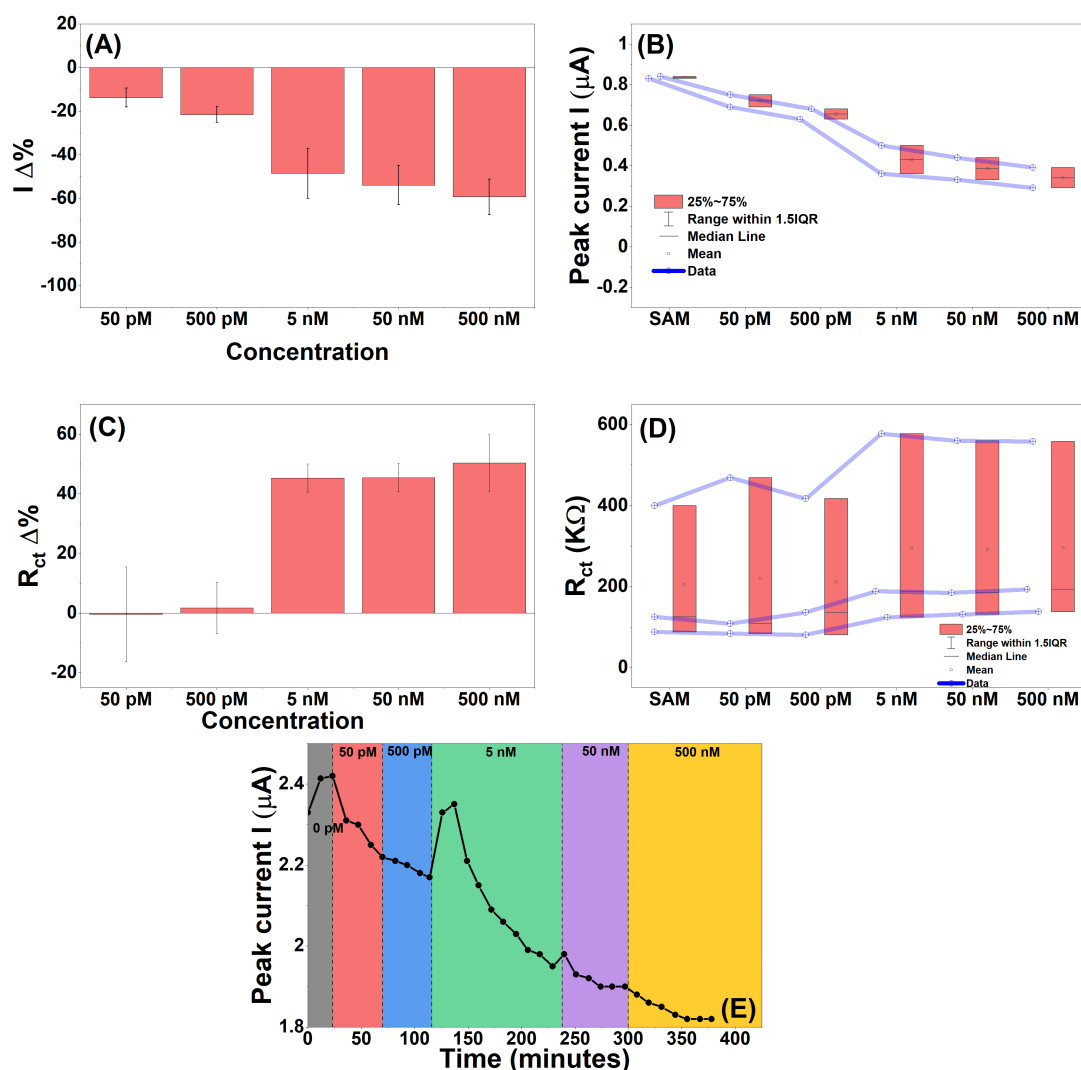 (A)
20
0
-20
-40
-60
-80
-100
I Δ%
50 pM 500 pM 5 nM 50 nM 500 nM
Concentration
(B)
1
0.8
0.6
0.4
0.2
0
-0.2
Peak current I (μA)
25%~75%
Range within 1.5IQR
Median Line
Mean
Data
SAM 50 pM 500 pM 5 nM 50 nM 500 nM
(C)
60
40
20
0
-20
Rct Δ%
50 pM 500 pM 5 nM 50 nM 500 nM
Concentration
(D)
600
400
200
0
Rct (KΩ)
25%~75%
Range within 1.5IQR
Median Line
Mean
Data
SAM 50 pM 500 pM 5 nM 50 nM 500 nM
50 pM 500 pM 5 nM 50 nM 500 nM
0 pM
2.4
2.2
2
1.8
Peak current I (μA)
(E)
0 50 100 150 200 250 300 350 400
Time (minutes)